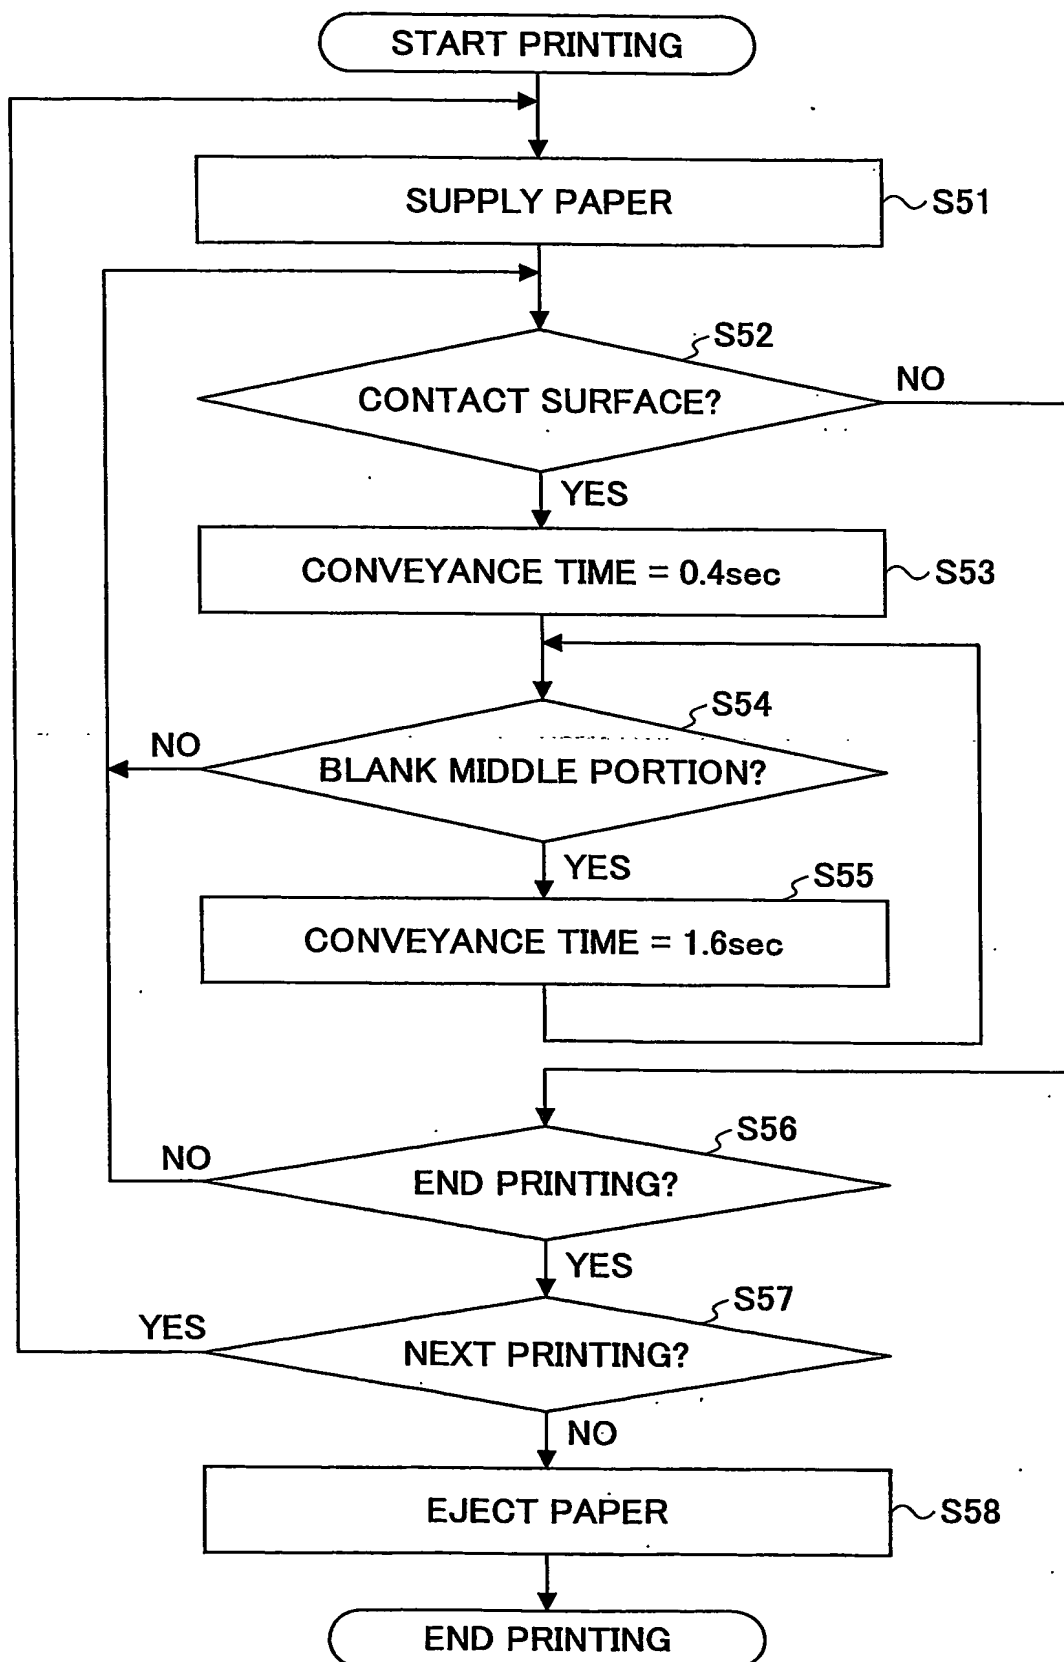 START PRINTING
SUPPLY PAPER
S51
S52
CONTACT SURFACE?
NO
YES
CONVEYANCE TIME = 0.4sec
S53
S54
NO
BLANK MIDDLE PORTION?
YES
S55
CONVEYANCE TIME = 1.6sec
S56
NO
END PRINTING?
YES
S57
YES
NEXT PRINTING?
NO
EJECT PAPER
S58
END PRINTING